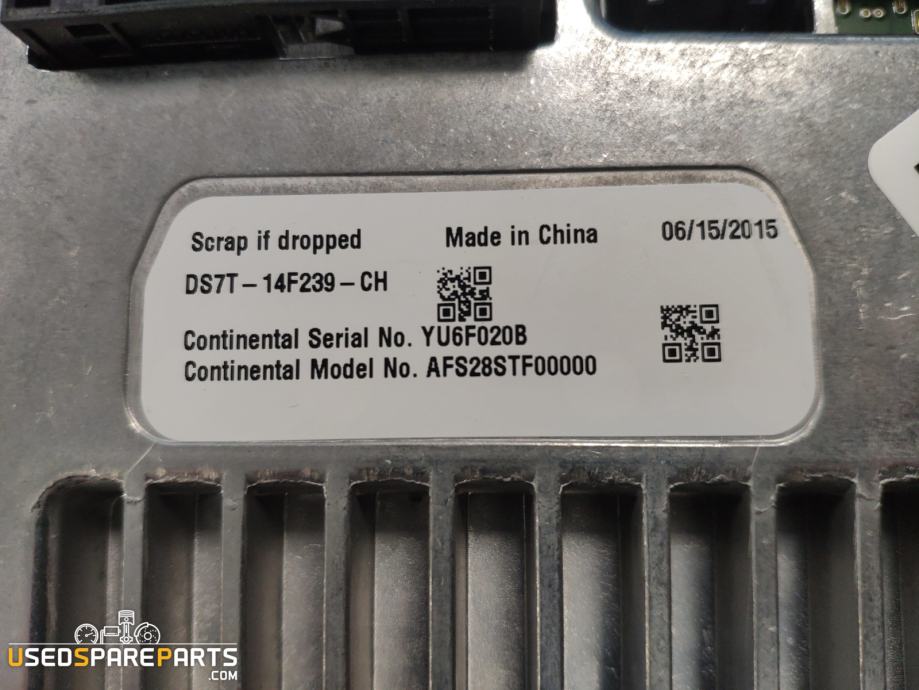 Scrap if dropped Made in China 06/15/2015
DS7T-14F239-CH
Continental Serial No. YU6F020B
Continental Model No. AFS28STF00000
USEDSPAREPARTS
.COM